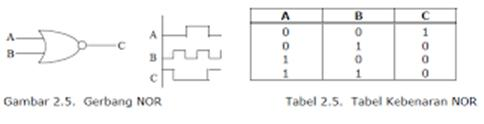 A
B
C
A
B
C
A B C
0 0 1
0 1 0
1 0 0
1 1 0
Gambar 2.5. Gerbang NOR
Tabel 2.5. Tabel Kebenaran NOR